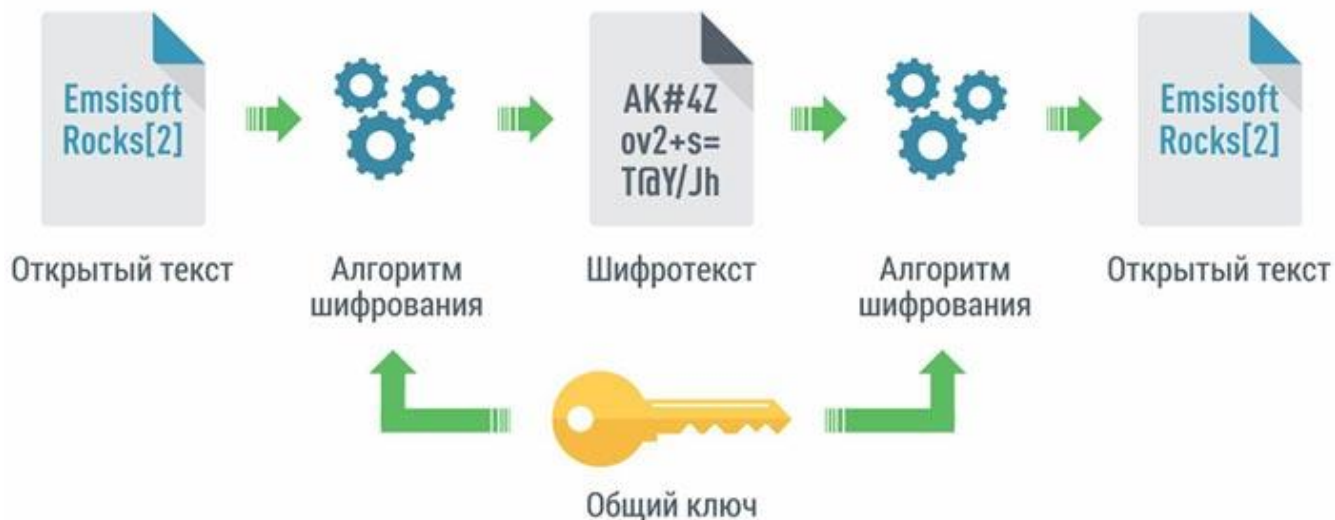 Emsisoft
Rocks[2]
AK#4Z
ov2+s=
T@Y/Jh
Emsisoft
Rocks[2]
Открытый текст
Алгоритм
шифрования
Шифротекст
Алгоритм
шифрования
Открытый текст
Общий ключ